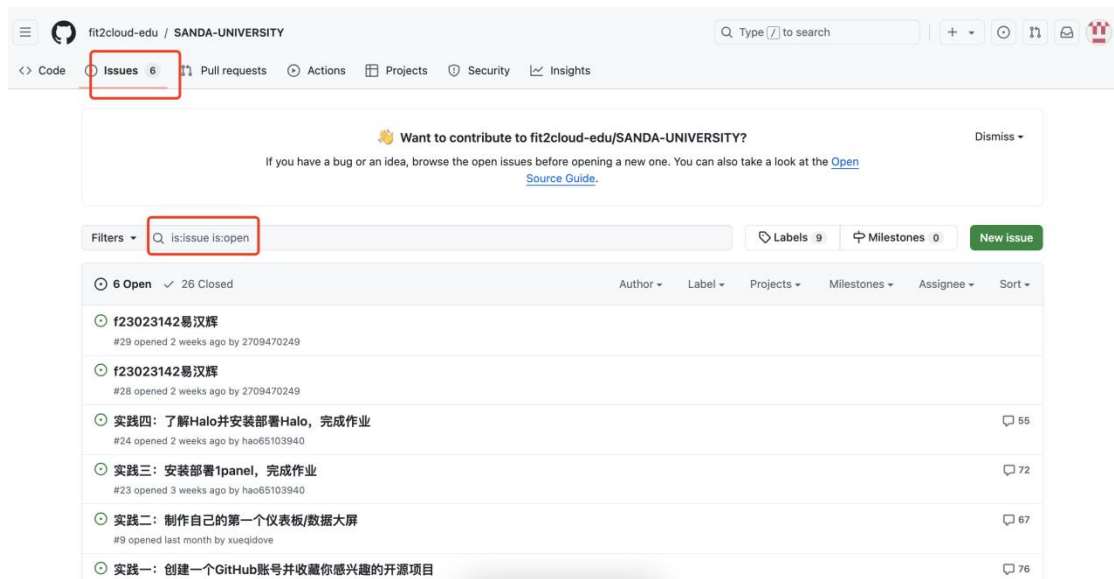 fit2cloud-edu / SANDA-UNIVERSITY
Type / to search
Code Issues 6 Pull requests Actions Projects Security Insights
👋 Want to contribute to fit2cloud-edu/SANDA-UNIVERSITY?
Dismiss
If you have a bug or an idea, browse the open issues before opening a new one. You can also take a look at the Open
Source Guide.
Filters is:issue is:open Labels 9 Milestones 0 New issue
6 Open 26 Closed Author Label Projects Milestones Assignee Sort
f23023142易汉辉
#29 opened 2 weeks ago by 2709470249
f23023142易汉辉
#28 opened 2 weeks ago by 2709470249
实践四：了解Halo并安装部署Halo，完成作业 55
#24 opened 2 weeks ago by hao65103940
实践三：安装部署1panel，完成作业 72
#23 opened 3 weeks ago by hao65103940
实践二：制作自己的第一个仪表板/数据大屏 67
#9 opened last month by xueqidove
实践一：创建一个GitHub账号并收藏你感兴趣的开源项目 76